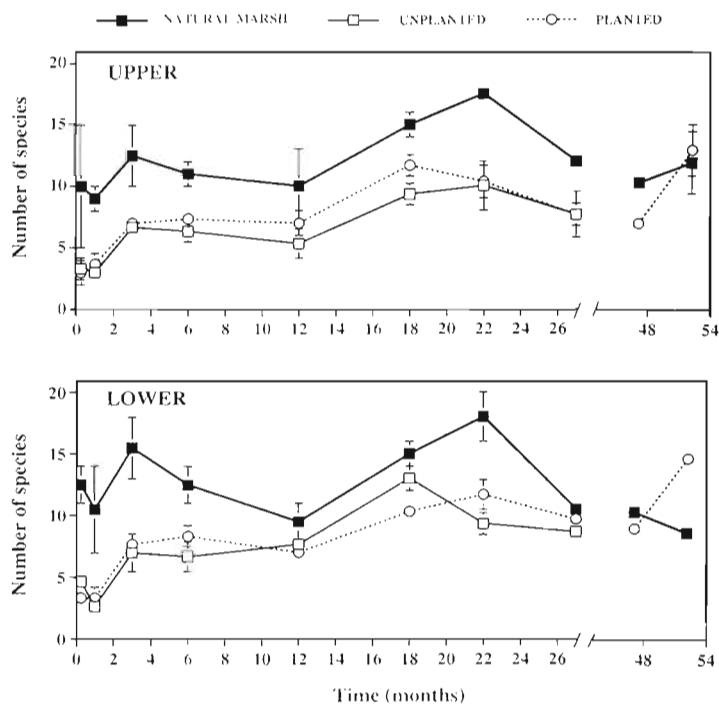 NATURAL MARSH UNPLANTED PLANTED
UPPER
Number of species
20
15
10
5
0
0 2 4 6 8 10 12 14 16 18 20 22 24 26 48 54
LOWER
Number of species
20
15
10
5
0
0 2 4 6 8 10 12 14 16 18 20 22 24 26 48 54
Time (months)